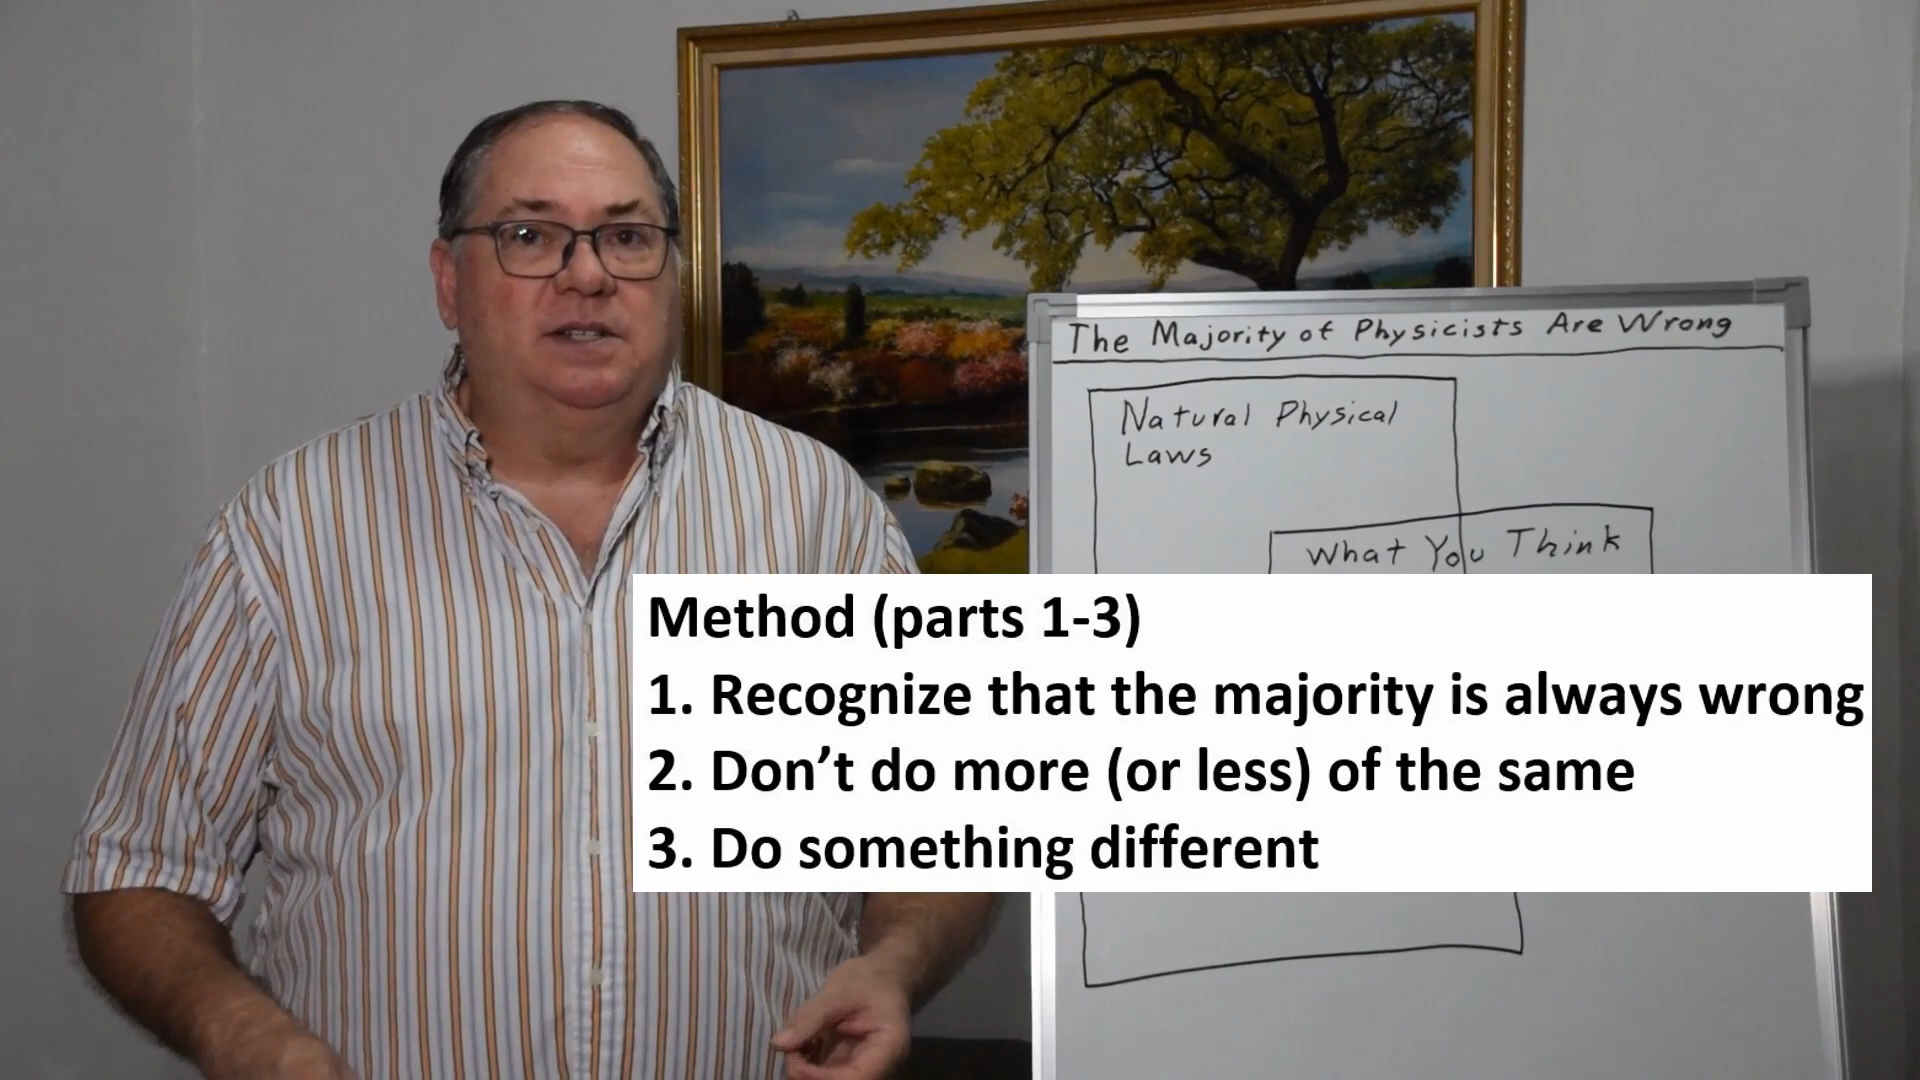 The Majority of Physicists Are Wrong
Natural Physical
Laws
What You Think
Method (parts 1-3)
1. Recognize that the majority is always wrong
2. Don’t do more (or less) of the same
3. Do something different